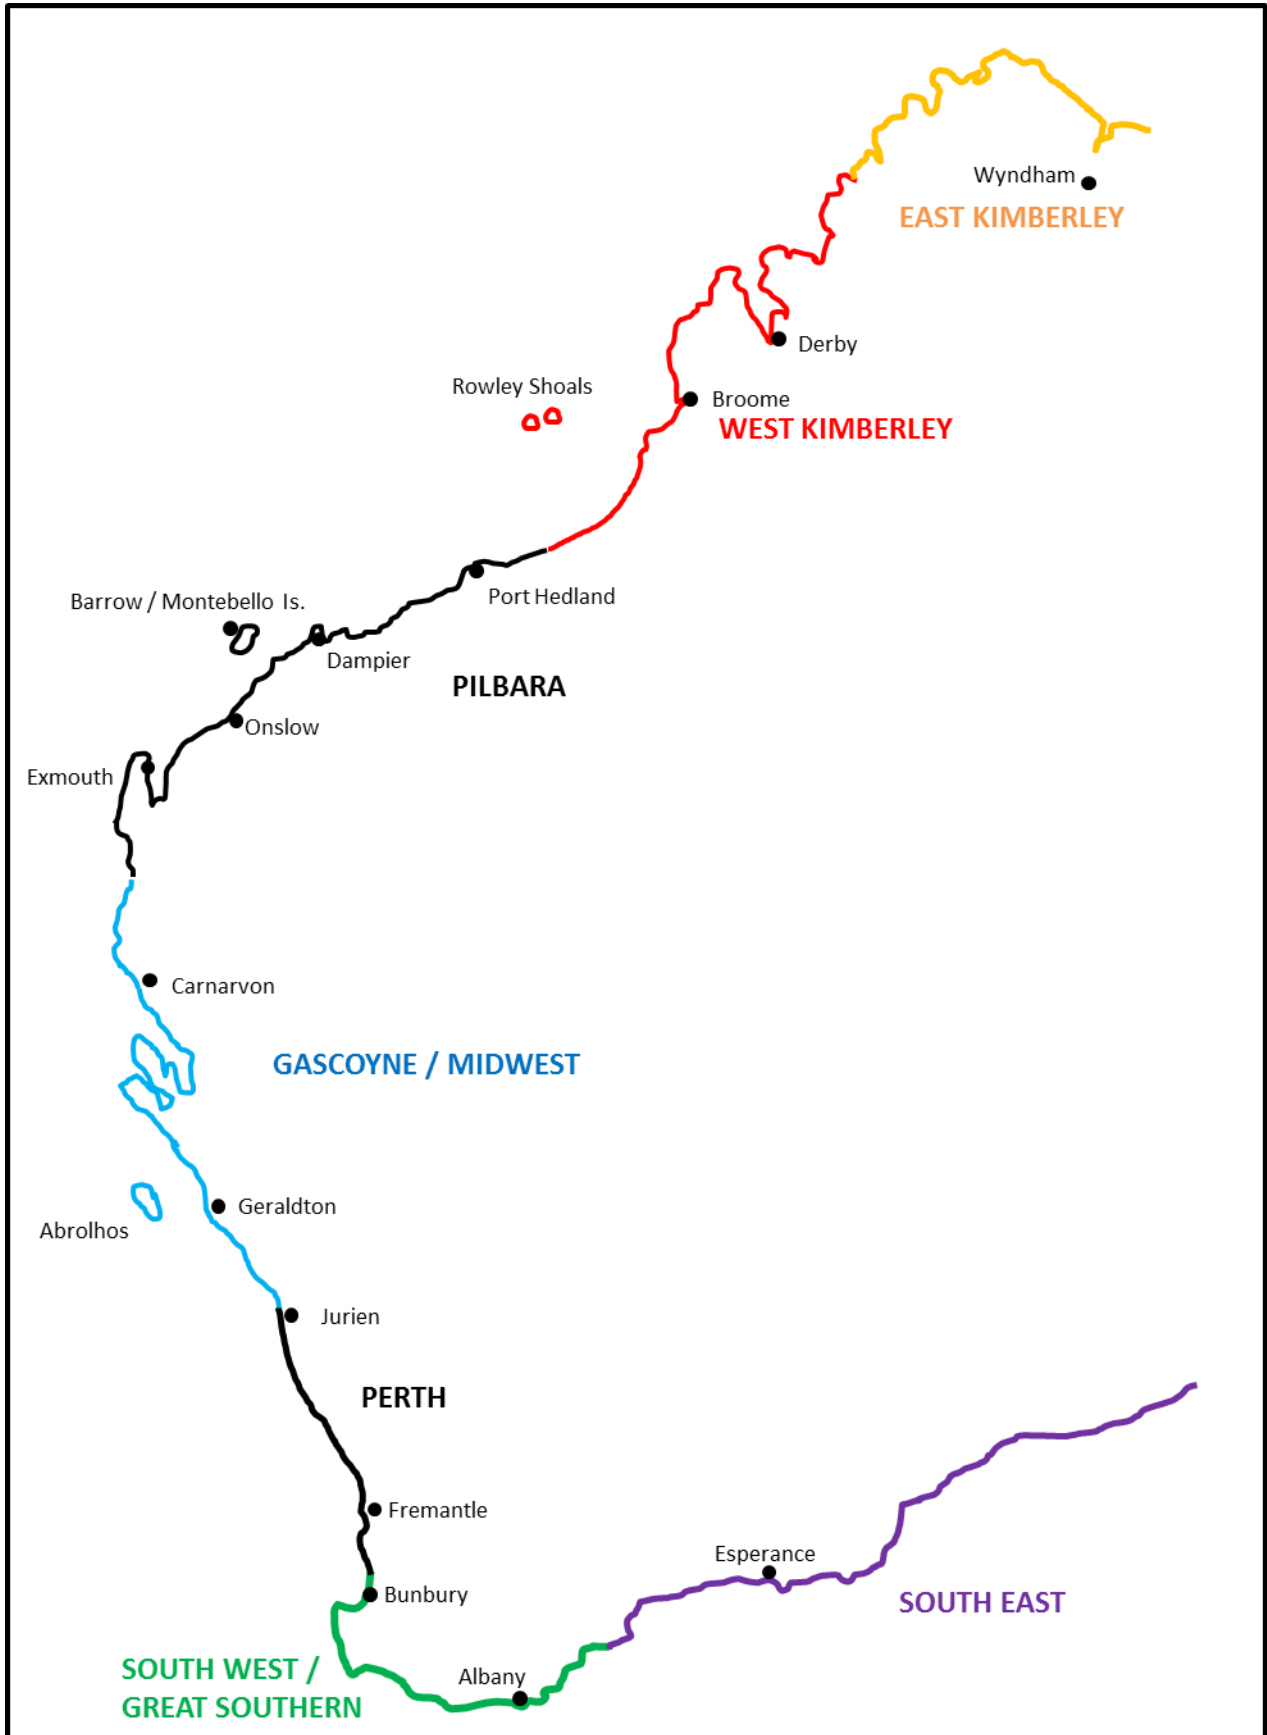 Wyndham
EAST KIMBERLEY
Derby
Rowley Shoals
Broome
WEST KIMBERLEY
Port Hedland
Barrow / Montebello Is.
Dampier
PILBARA
Onslow
Exmouth
Carnarvon
GASCOYNE / MIDWEST
Geraldton
Abrolhos
Jurien
PERTH
Fremantle
Esperance
Bunbury
SOUTH EAST
SOUTH WEST /
GREAT SOUTHERN
Albany